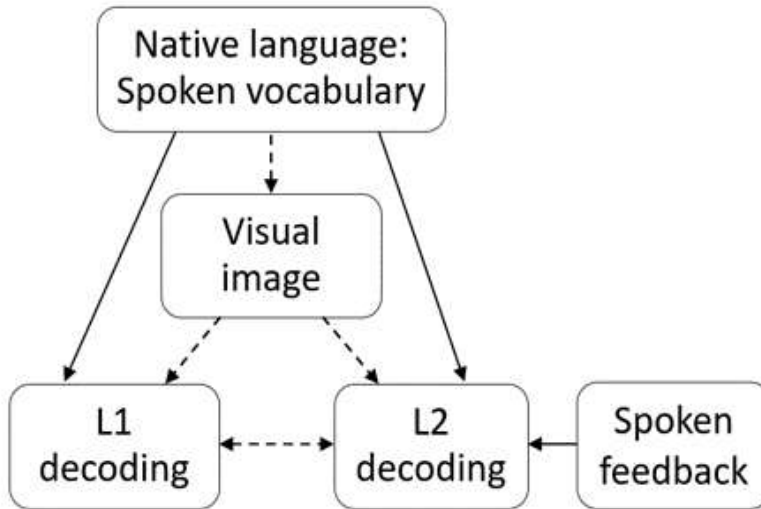 Native language:
Spoken vocabulary
Visual
image
L1
decoding
L2
decoding
Spoken
feedback